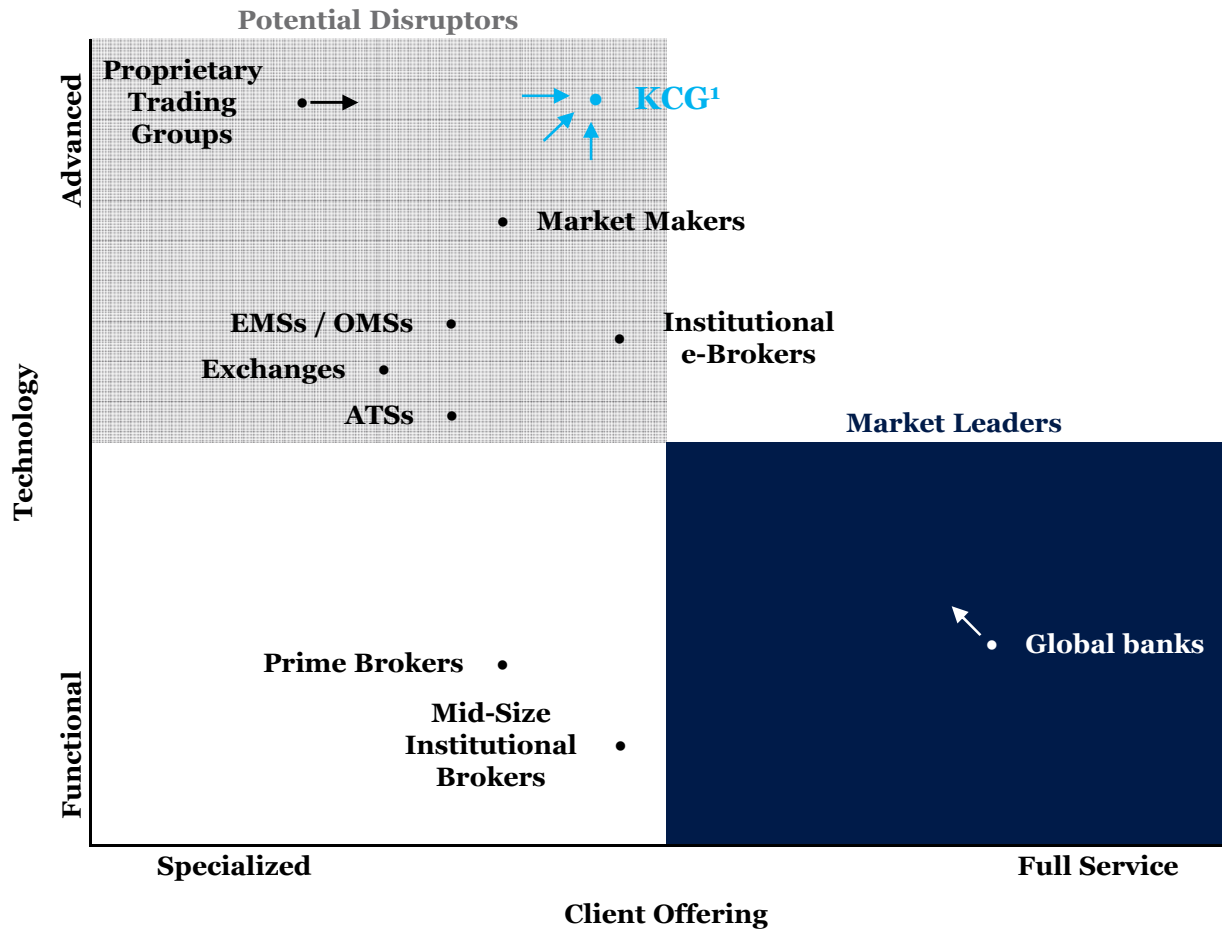 Potential Disruptors
Advanced
Proprietary
Trading
Groups
KCG¹
Market Makers
EMSs / OMSs
Institutional
e-Brokers
Exchanges
ATSs
Technology
Market Leaders
Global banks
Prime Brokers
Mid-Size
Institutional
Brokers
Functional
Specialized
Full Service
Client Offering